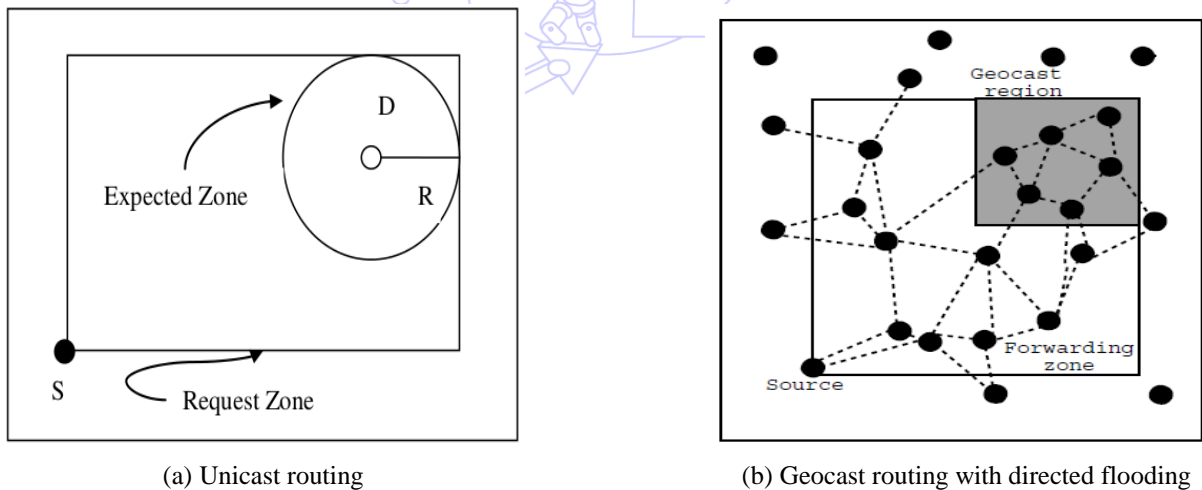 D
R
Expected Zone
S
Request Zone
(a) Unicast routing
Geocast
region
Forwarding
zone
Source
(b) Geocast routing with directed flooding